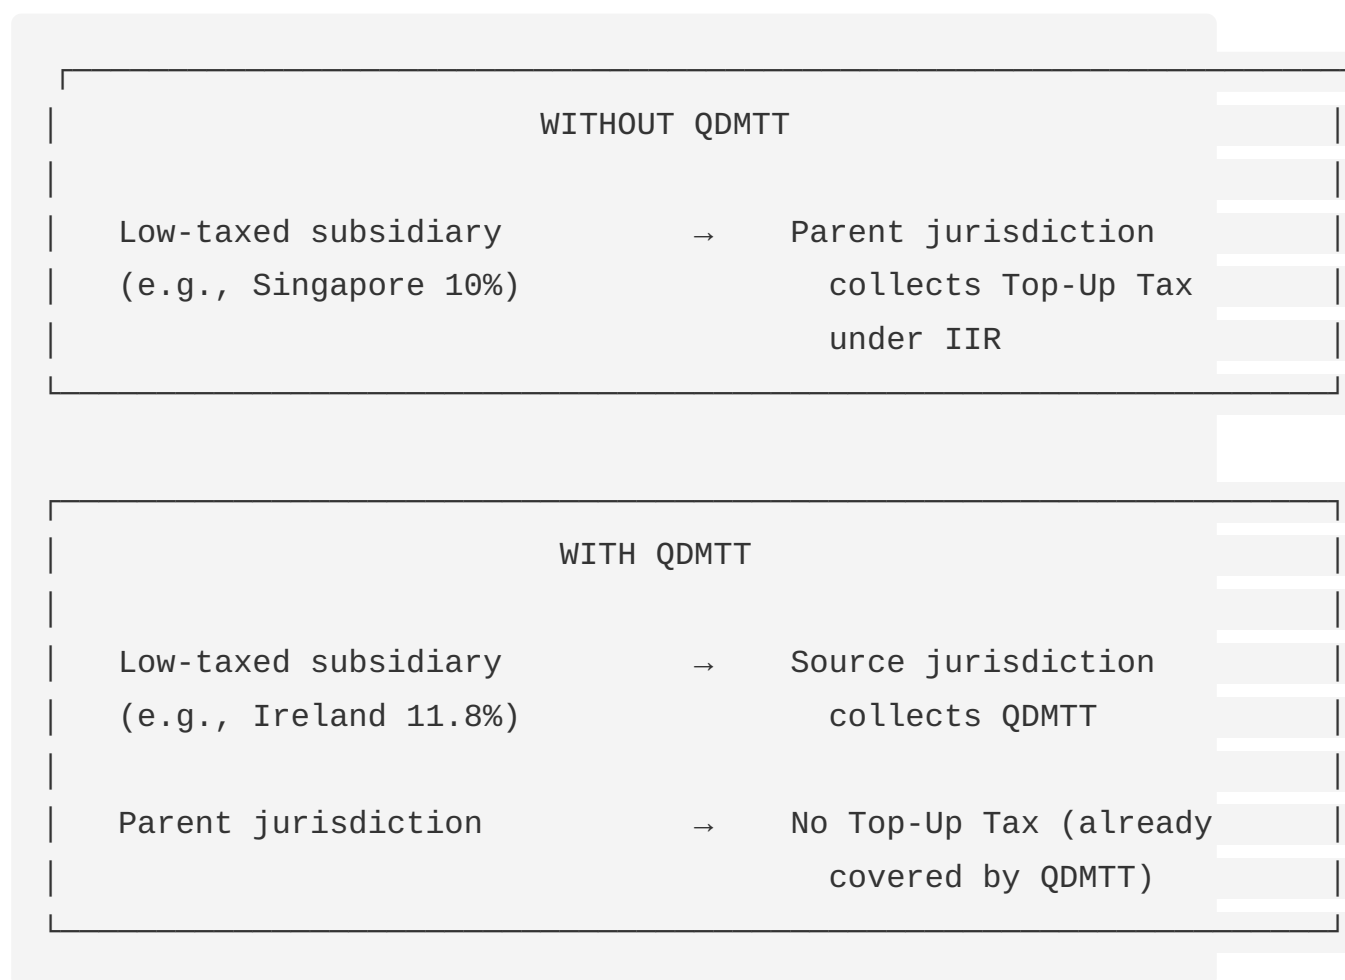 WITHOUT QDMTT
Low-taxed subsidiary → Parent jurisdiction
(e.g., Singapore 10%) collects Top-Up Tax
under IIR
WITH QDMTT
Low-taxed subsidiary → Source jurisdiction
(e.g., Ireland 11.8%) collects QDMTT
Parent jurisdiction → No Top-Up Tax (already
covered by QDMTT)